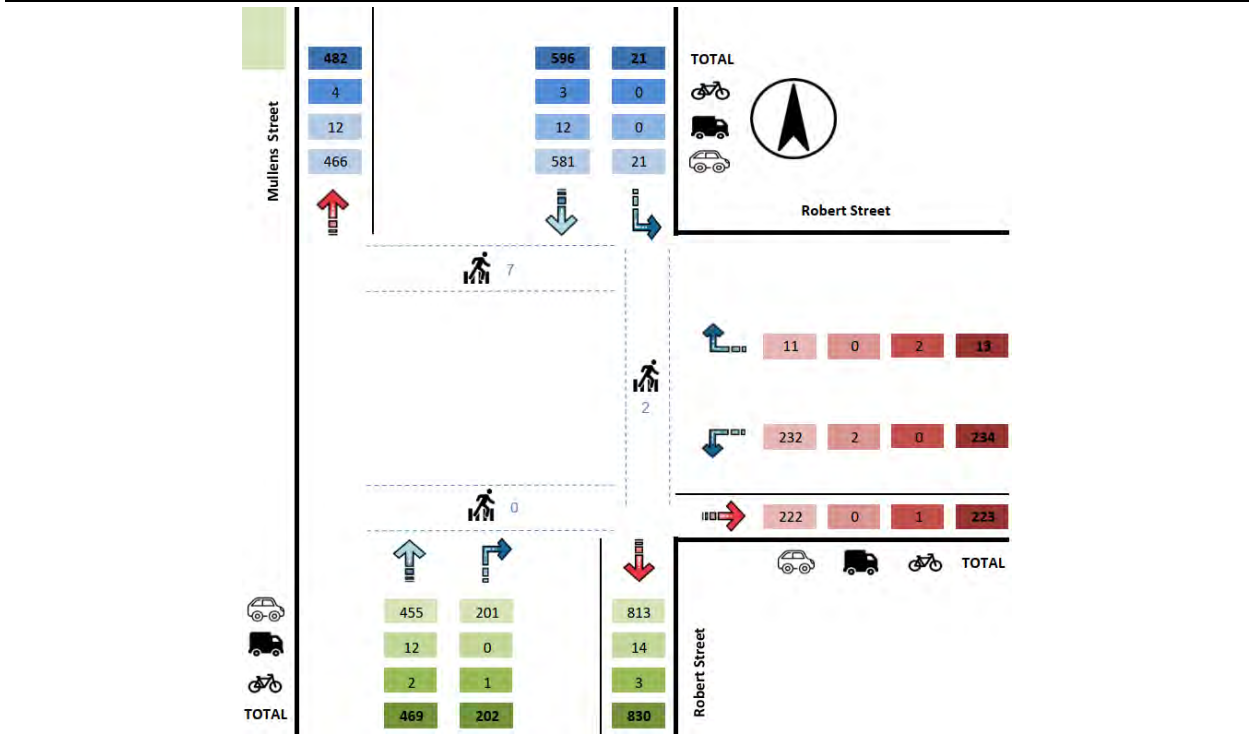 482 596 21 TOTAL
4 3 0
12 12 0
466 581 21
Mullens Street
Robert Street
7
11 0 2 13
2
232 2 0 234
0
222 0 1 223
TOTAL
455 201 813
12 0 14
2 1 3
TOTAL 469 202 830
Robert Street